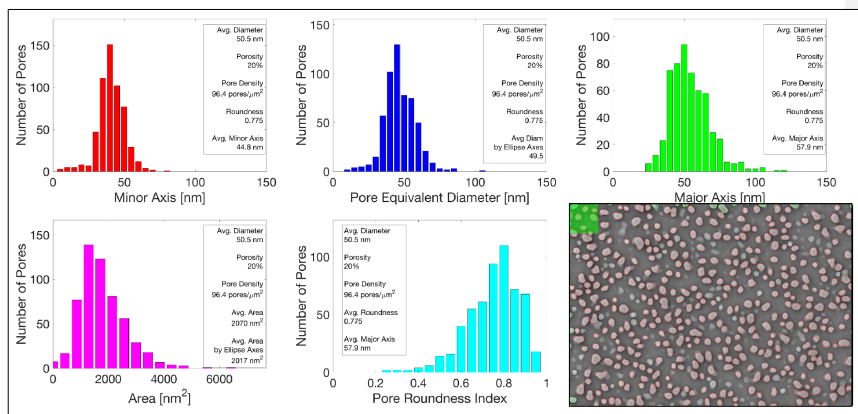 Number of Pores
150
100
50
0
Avg. Diameter
50.5 nm
Porosity
20%
Pore Density
96.4 pores/µm²
Roundness
0.775
Avg. Minor Axis
44.8 nm
0 50 100 150
Minor Axis [nm]
Number of Pores
150
100
50
0
Avg. Diameter
50.5 nm
Porosity
20%
Pore Density
96.4 pores/µm²
Roundness
0.775
Avg Diam
by Ellipse Axes
49.5
0 50 100 150
Pore Equivalent Diameter [nm]
Number of Pores
100
80
60
40
20
0
Avg. Diameter
50.5 nm
Porosity
20%
Pore Density
96.4 pores/µm²
Roundness
0.775
Avg. Major Axis
57.9 nm
0 50 100 150
Major Axis [nm]
Number of Pores
150
100
50
0
Avg. Diameter
50.5 nm
Porosity
20%
Pore Density
96.4 pores/µm²
Avg. Area
2070 nm²
Avg. Area
by Ellipse Axes
2017 nm²
0 2000 4000 6000
Area [nm²]
Number of Pores
100
50
0
Avg. Diameter
50.5 nm
Porosity
20%
Pore Density
96.4 pores/µm²
Avg. Roundness
0.775
Avg. Major Axis
57.9 nm
0 0.2 0.4 0.6 0.8 1
Pore Roundness Index